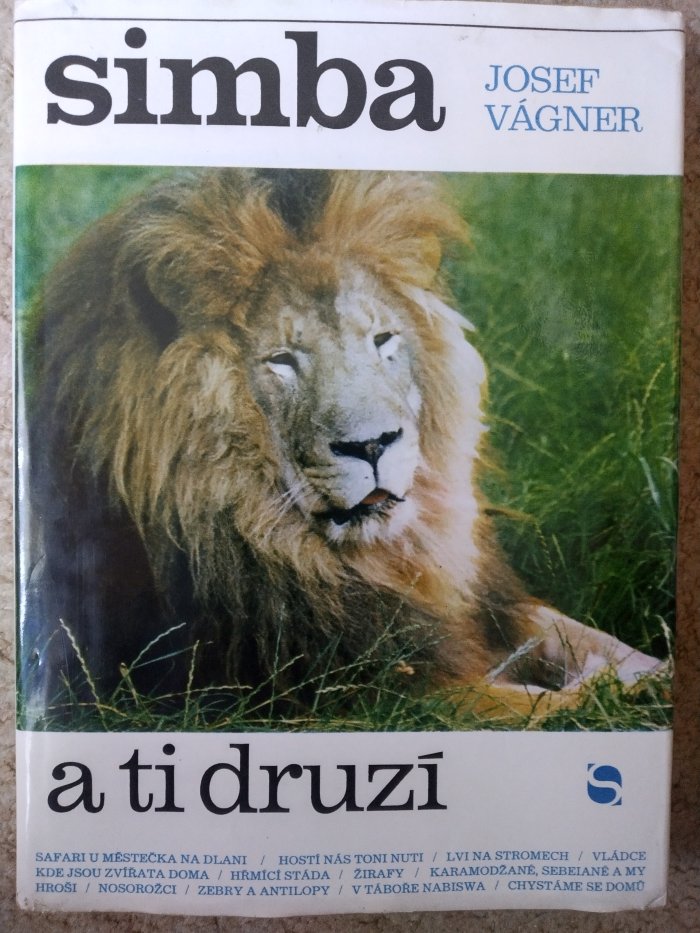 simba
JOSEF
VÁGNER
a ti druzí
S
SAFARI U MĚSTEČKA NA DLANI / HOSTÍ NÁS TONI NUTI / LVI NA STROMECH / VLÁDCE
KDE JSOU ZVÍŘATA DOMA / HŘMÍCÍ STÁDA / ŽIRAFY / KARAMODŽANÉ, SEBEIANÉ A MY
HROŠI / NOSOROŽCI / ZEBRY A ANTILOPY / V TÁBOŘE NABISWA / CHYSTÁME SE DOMŮ